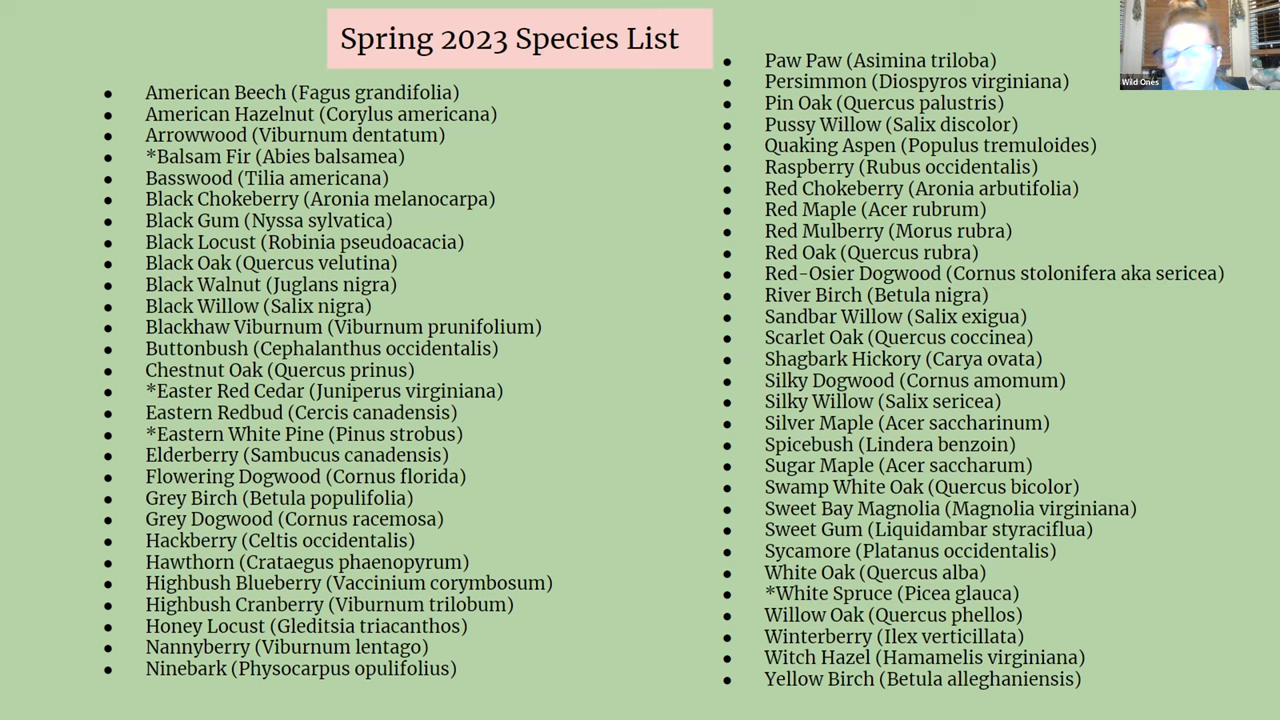 Spring 2023 Species List
● American Beech (Fagus grandifolia)
● American Hazelnut (Corylus americana)
● Arrowwood (Viburnum dentatum)
● *Balsam Fir (Abies balsamea)
● Basswood (Tilia americana)
● Black Chokeberry (Aronia melanocarpa)
● Black Gum (Nyssa sylvatica)
● Black Locust (Robinia pseudoacacia)
● Black Oak (Quercus velutina)
● Black Walnut (Juglans nigra)
● Black Willow (Salix nigra)
● Blackhaw Viburnum (Viburnum prunifolium)
● Buttonbush (Cephalanthus occidentalis)
● Chestnut Oak (Quercus prinus)
● *Easter Red Cedar (Juniperus virginiana)
● Eastern Redbud (Cercis canadensis)
● *Eastern White Pine (Pinus strobus)
● Elderberry (Sambucus canadensis)
● Flowering Dogwood (Cornus florida)
● Grey Birch (Betula populifolia)
● Grey Dogwood (Cornus racemosa)
● Hackberry (Celtis occidentalis)
● Hawthorn (Crataegus phaenopyrum)
● Highbush Blueberry (Vaccinium corymbosum)
● Highbush Cranberry (Viburnum trilobum)
● Honey Locust (Gleditsia triacanthos)
● Nannyberry (Viburnum lentago)
● Ninebark (Physocarpus opulifolius)
● Paw Paw (Asimina triloba)
● Persimmon (Diospyros virginiana)
● Pin Oak (Quercus palustris)
● Pussy Willow (Salix discolor)
● Quaking Aspen (Populus tremuloides)
● Raspberry (Rubus occidentalis)
● Red Chokeberry (Aronia arbutifolia)
● Red Maple (Acer rubrum)
● Red Mulberry (Morus rubra)
● Red Oak (Quercus rubra)
● Red-Osier Dogwood (Cornus stolonifera aka sericea)
● River Birch (Betula nigra)
● Sandbar Willow (Salix exigua)
● Scarlet Oak (Quercus coccinea)
● Shagbark Hickory (Carya ovata)
● Silky Dogwood (Cornus amomum)
● Silky Willow (Salix sericea)
● Silver Maple (Acer saccharinum)
● Spicebush (Lindera benzoin)
● Sugar Maple (Acer saccharum)
● Swamp White Oak (Quercus bicolor)
● Sweet Bay Magnolia (Magnolia virginiana)
● Sweet Gum (Liquidambar styraciflua)
● Sycamore (Platanus occidentalis)
● White Oak (Quercus alba)
● *White Spruce (Picea glauca)
● Willow Oak (Quercus phellos)
● Winterberry (Ilex verticillata)
● Witch Hazel (Hamamelis virginiana)
● Yellow Birch (Betula alleghaniensis)
Wild Ones